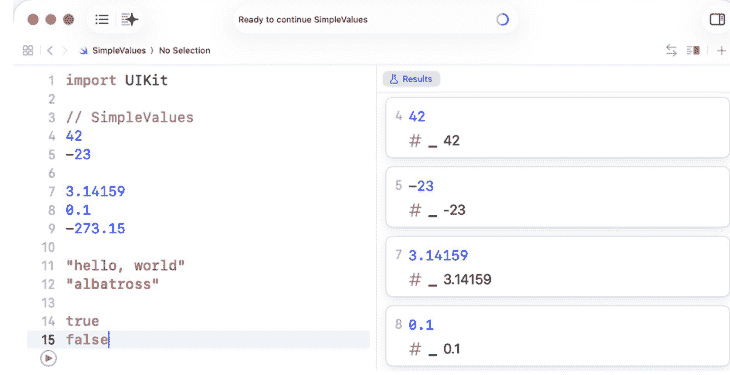 Ready to continue SimpleValues
SimpleValues ⟩ No Selection
1 import UIKit
2
3 // SimpleValues
4 42
5 -23
6
7 3.14159
8 0.1
9 -273.15
10
11 "hello, world"
12 "albatross"
13
14 true
15 false
Results
4 42
# _ 42
5 -23
# _ -23
7 3.14159
# _ 3.14159
8 0.1
# _ 0.1